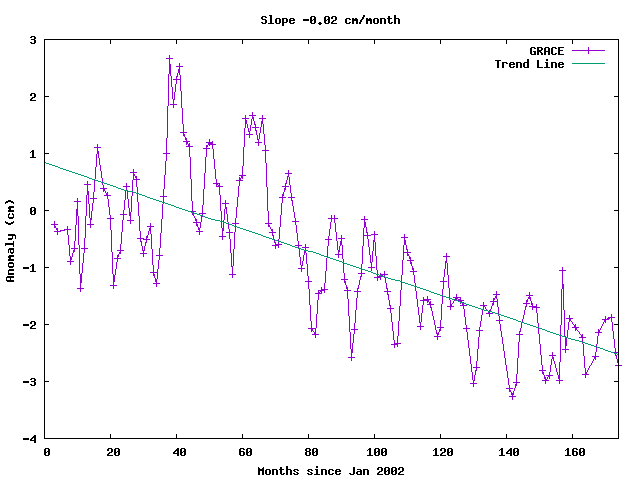 Slope -0.02 cm/month
GRACE
Trend Line
3
2
1
0
-1
-2
-3
-4
Anomaly (cm)
0 20 40 60 80 100 120 140 160
Months since Jan 2002